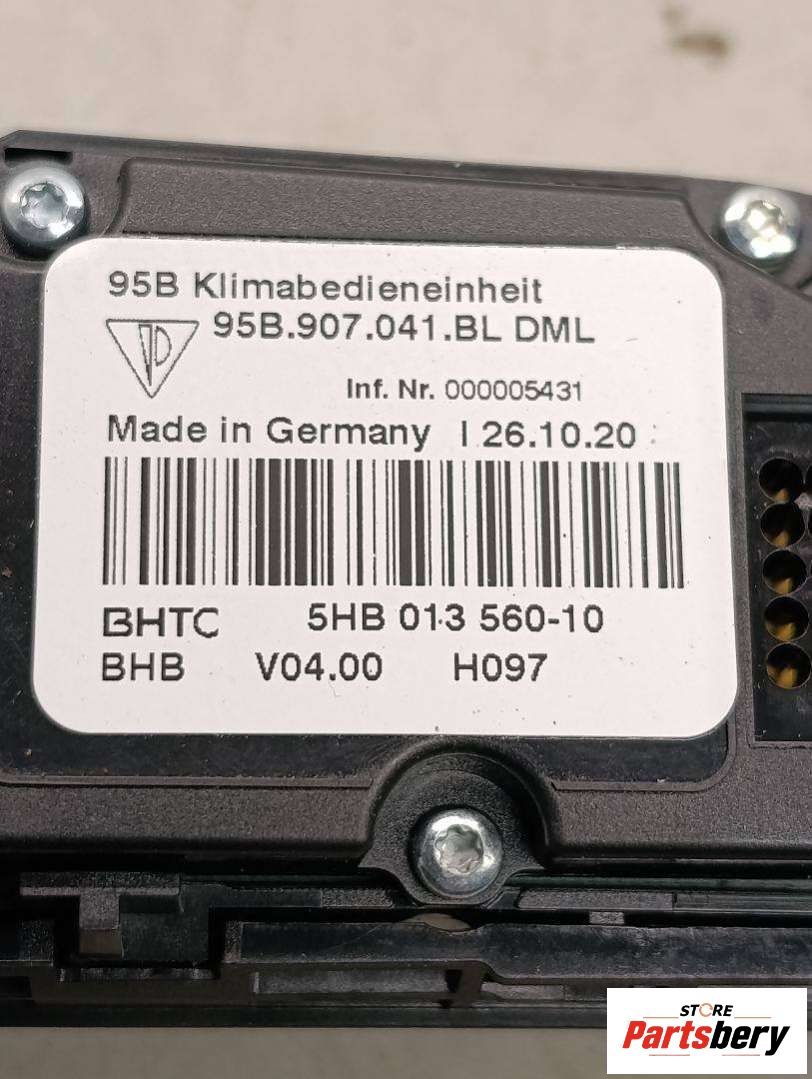 95B Klimabedieneinheit
95B.907.041.BL DML
Inf. Nr. 000005431
Made in Germany I 26.10.20
BHTC 5HB 013 560-10
BHB V04.00 H097
STORE
Partsbery